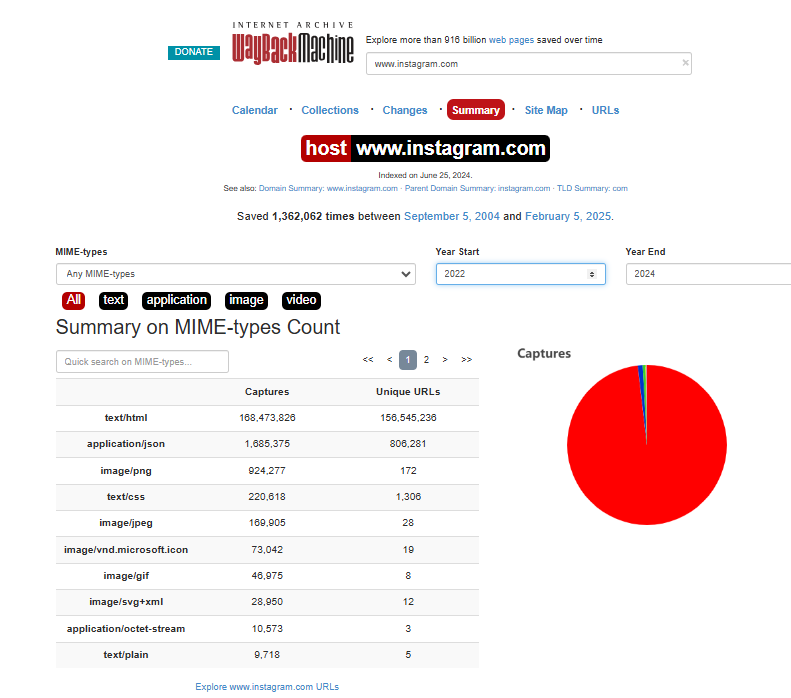 INTERNET ARCHIVE
DONATE
WayBackMachine
Explore more than 916 billion web pages saved over time
www.instagram.com ×
Calendar · Collections · Changes · Summary · Site Map · URLs
host www.instagram.com
Indexed on June 25, 2024.
See also: Domain Summary: www.instagram.com · Parent Domain Summary: instagram.com · TLD Summary: com
Saved 1,362,062 times between September 5, 2004 and February 5, 2025.
MIME-types Year Start Year End
Any MIME-types 2022 2024
All text application image video
Summary on MIME-types Count
Quick search on MIME-types... << < 1 2 > >>
Captures
Captures Unique URLs
text/html 168,473,826 156,545,236
application/json 1,685,375 806,281
image/png 924,277 172
text/css 220,618 1,306
image/jpeg 169,905 28
image/vnd.microsoft.icon 73,042 19
image/gif 46,975 8
image/svg+xml 28,950 12
application/octet-stream 10,573 3
text/plain 9,718 5
Explore www.instagram.com URLs